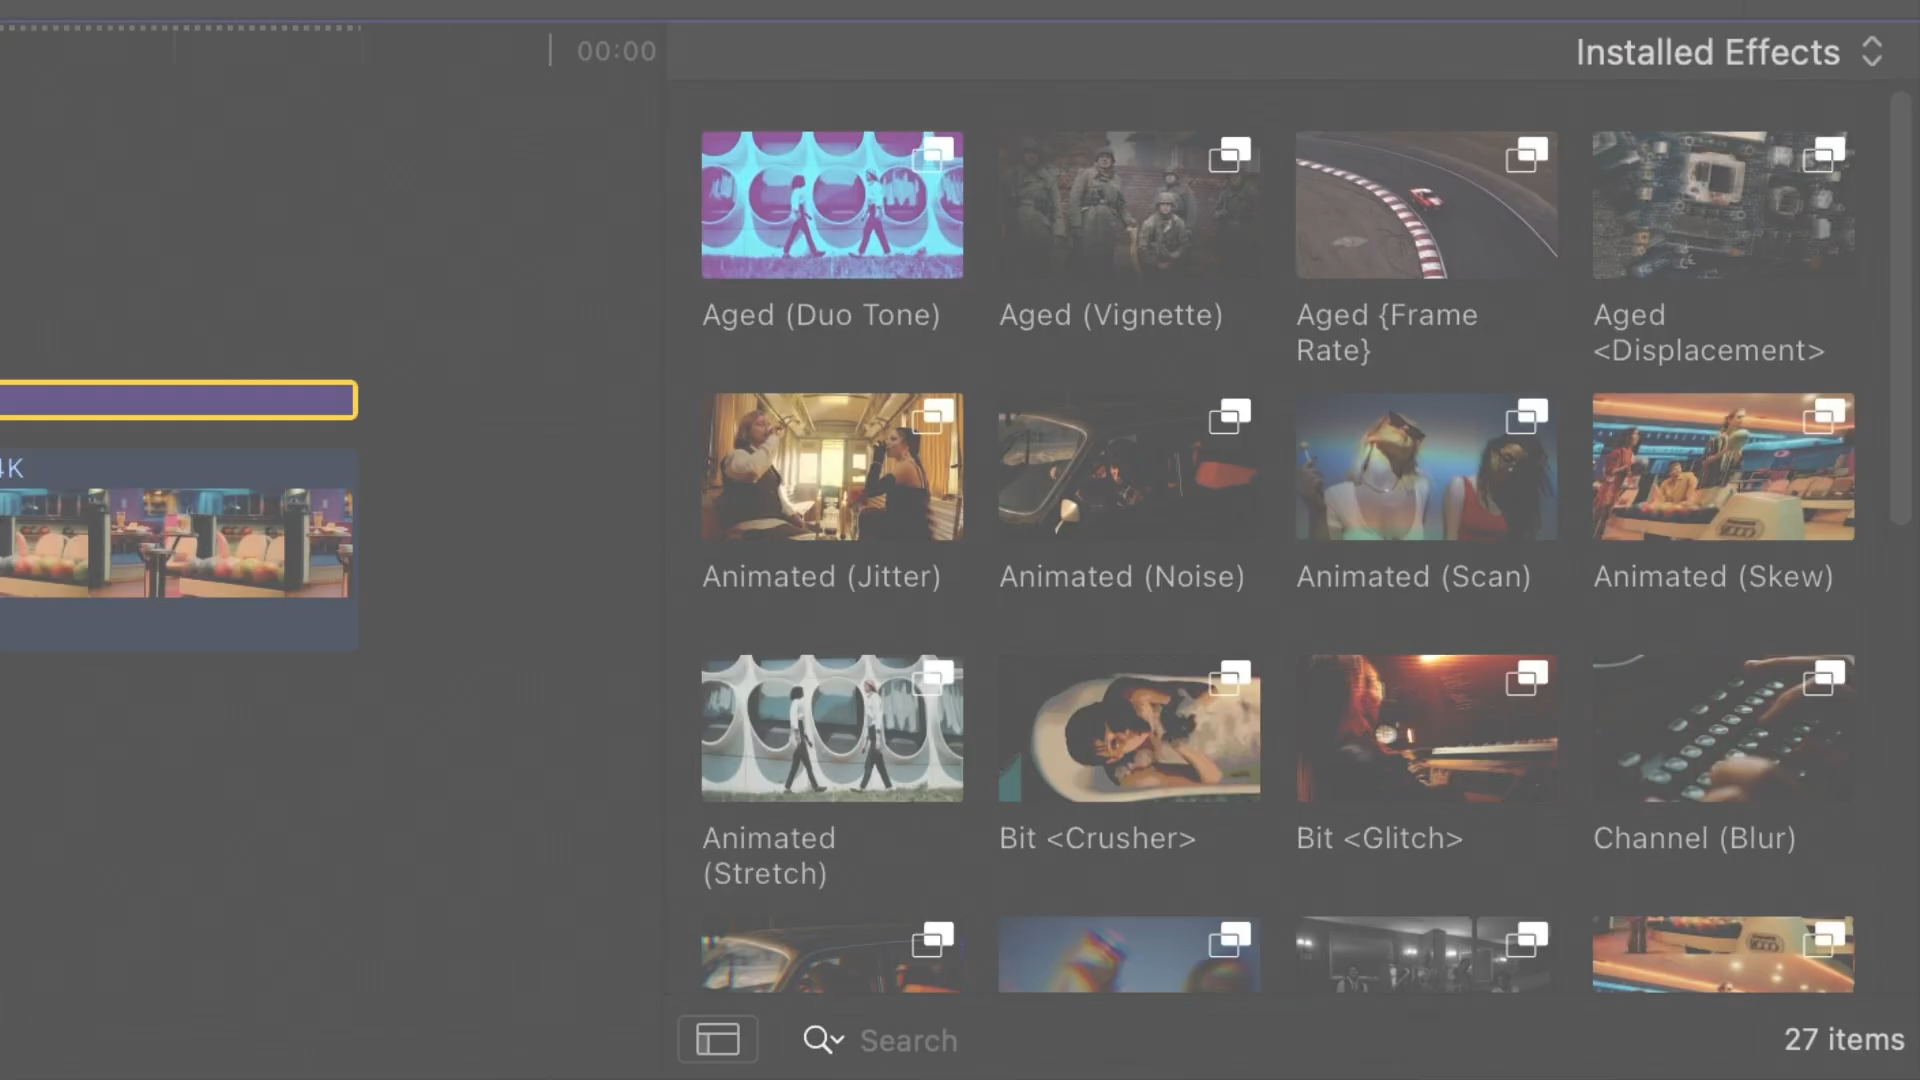 00:00
Installed Effects
Aged (Duo Tone)
Aged (Vignette)
Aged {Frame
Rate}
Aged
<Displacement>
4K
Animated (Jitter)
Animated (Noise)
Animated (Scan)
Animated (Skew)
Animated
(Stretch)
Bit <Crusher>
Bit <Glitch>
Channel (Blur)
Search
27 items